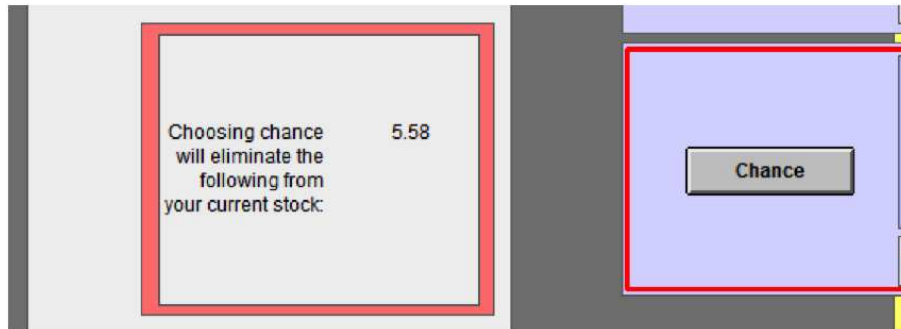 Choosing chance 5.58
will eliminate the
following from
your current stock:
Chance